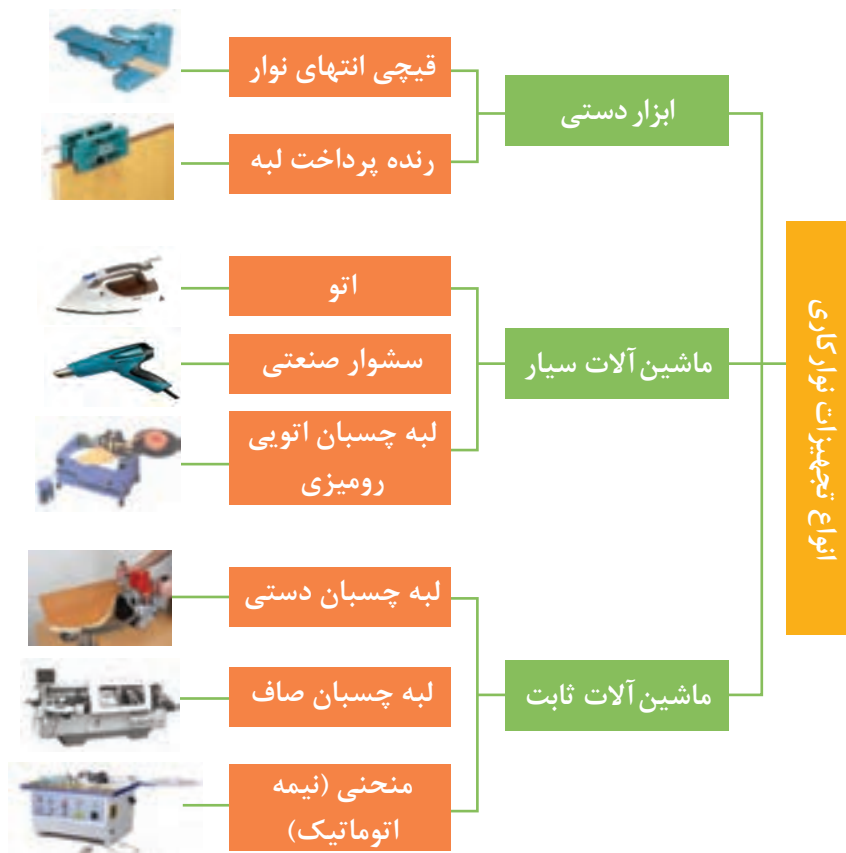 انواع تجهیزات نوارکاری
ابزار دستی
قیچی انتهای نوار
رنده پرداخت لبه
ماشین‌آلات سیار
اتو
سشوار صنعتی
لبه چسبان اتویی
رومیزی
ماشین‌آلات ثابت
لبه چسبان دستی
لبه چسبان صاف
منحنی (نیمه
اتوماتیک)